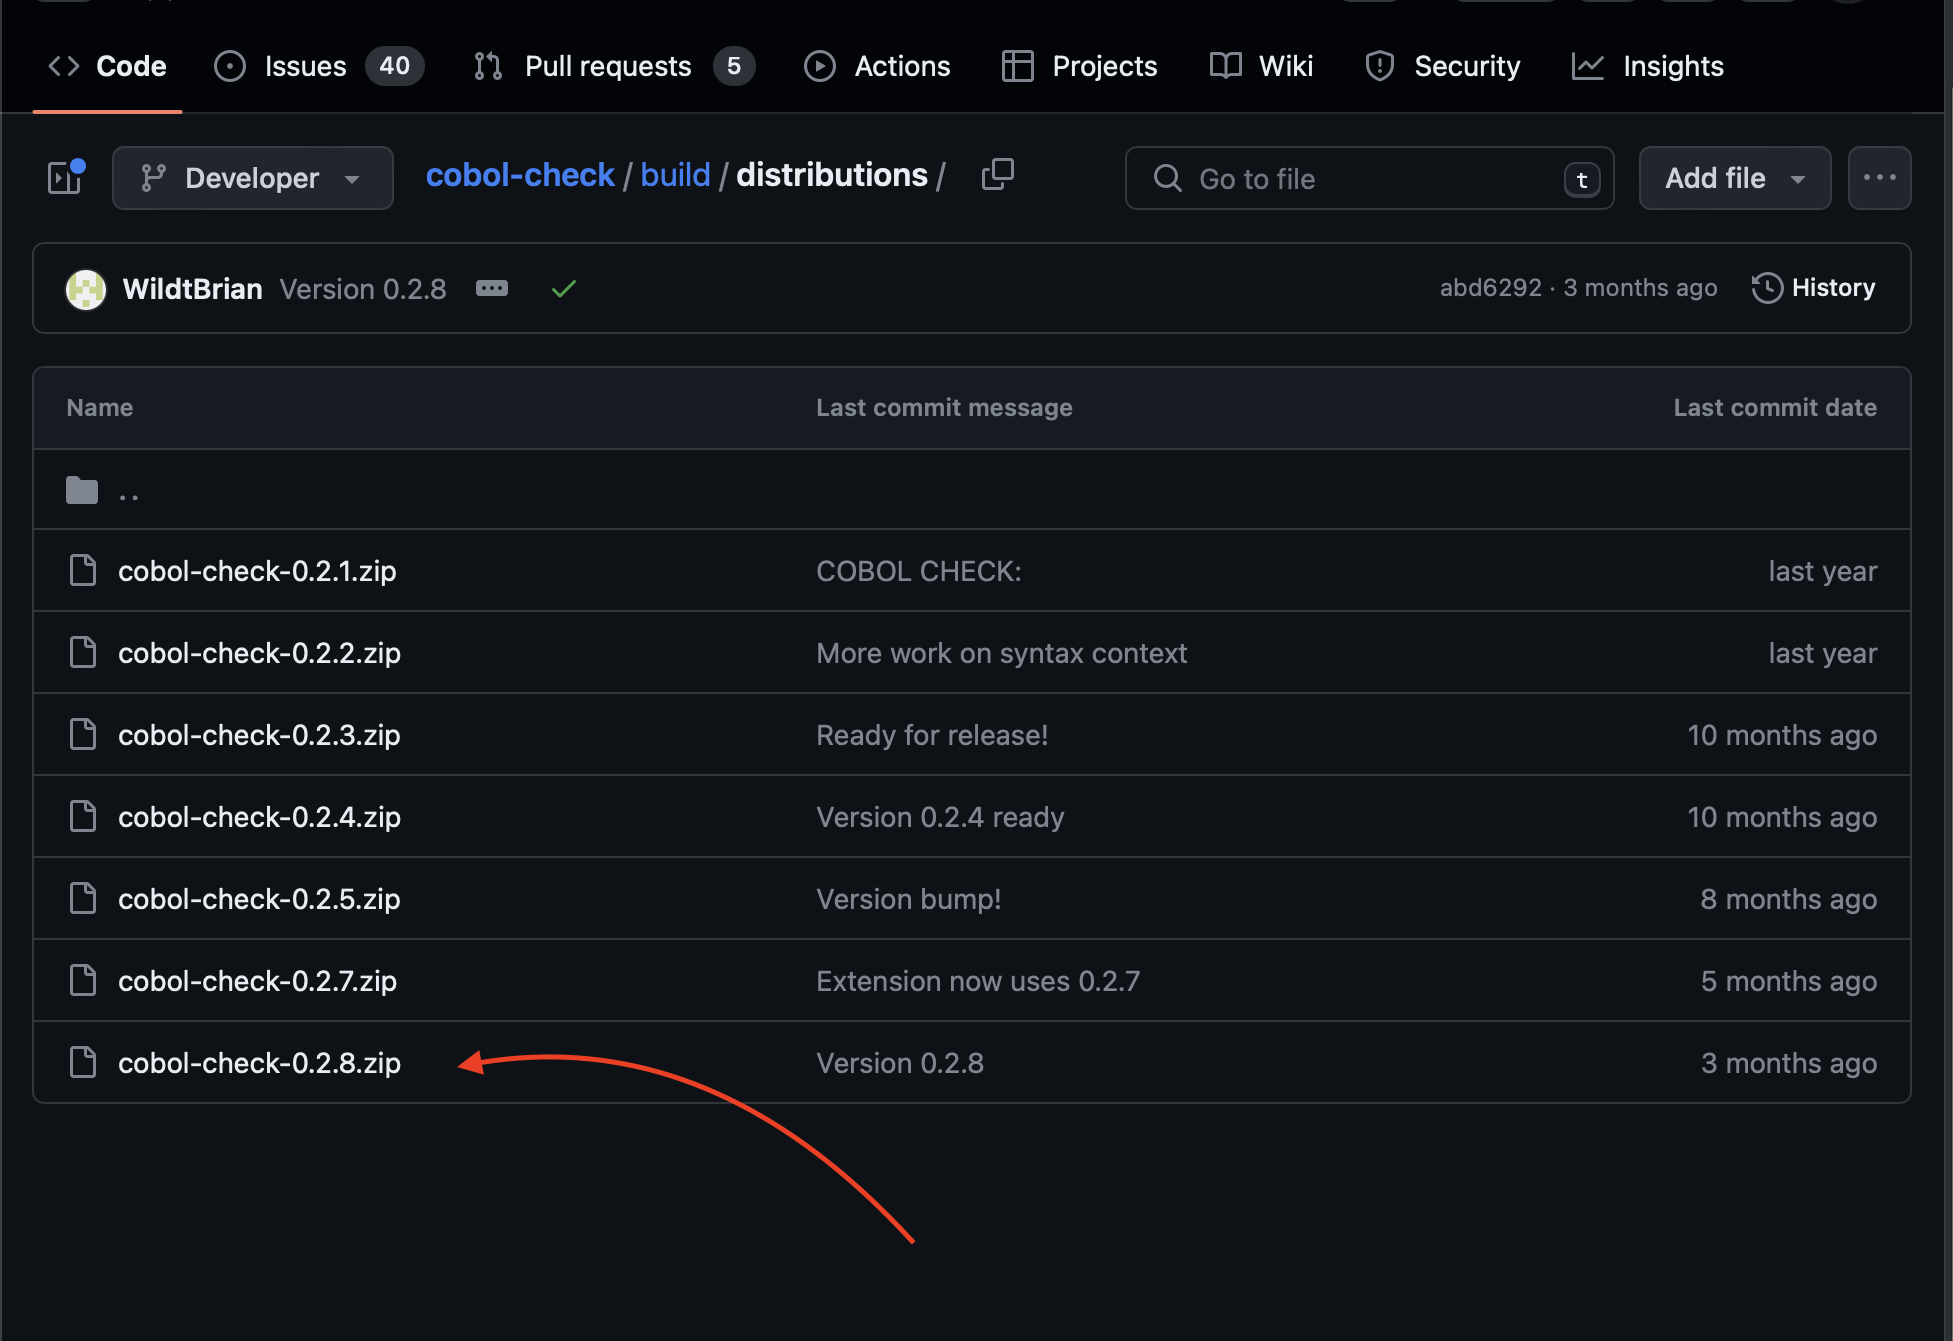 Code Issues 40 Pull requests 5 Actions Projects Wiki Security Insights
Developer cobol-check / build / distributions / Go to file t Add file
WildtBrian Version 0.2.8 abd6292 · 3 months ago History
Name Last commit message Last commit date
..
cobol-check-0.2.1.zip COBOL CHECK: last year
cobol-check-0.2.2.zip More work on syntax context last year
cobol-check-0.2.3.zip Ready for release! 10 months ago
cobol-check-0.2.4.zip Version 0.2.4 ready 10 months ago
cobol-check-0.2.5.zip Version bump! 8 months ago
cobol-check-0.2.7.zip Extension now uses 0.2.7 5 months ago
cobol-check-0.2.8.zip Version 0.2.8 3 months ago